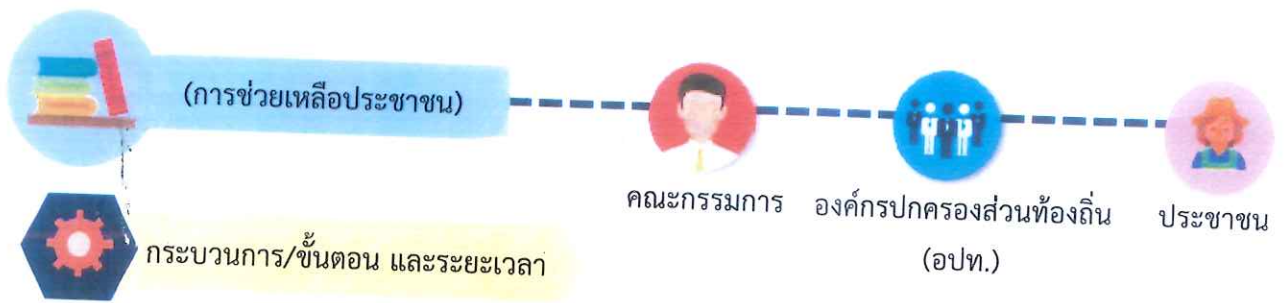 (การช่วยเหลือประชาชน)
คณะกรรมการ
องค์กรปกครองส่วนท้องถิ่น
(อปท.)
ประชาชน
กระบวนการ/ขั้นตอน และระยะเวลา